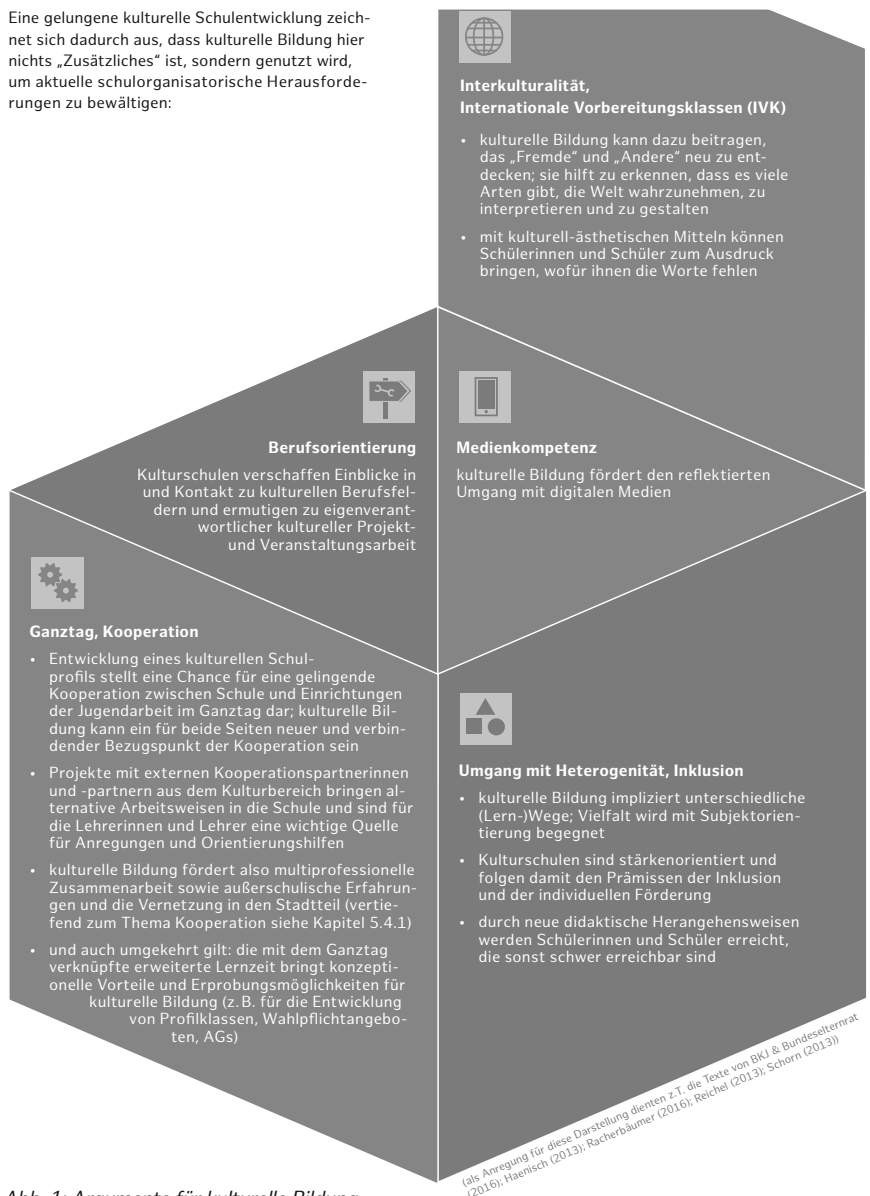 Eine gelungene kulturelle Schulentwicklung zeich-
net sich dadurch aus, dass kulturelle Bildung hier
nichts „Zusätzliches“ ist, sondern genutzt wird,
um aktuelle schulorganisatorische Herausforde-
rungen zu bewältigen:
Interkulturalität,
Internationale Vorbereitungsklassen (IVK)
• kulturelle Bildung kann dazu beitragen,
das „Fremde“ und „Andere“ neu zu ent-
decken; sie hilft zu erkennen, dass es viele
Arten gibt, die Welt wahrzunehmen, zu
interpretieren und zu gestalten
• mit kulturell-ästhetischen Mitteln können
Schülerinnen und Schüler zum Ausdruck
bringen, wofür ihnen die Worte fehlen
Berufsorientierung
Kulturschulen verschaffen Einblicke in
und Kontakt zu kulturellen Berufsfel-
dern und ermutigen zu eigenverant-
wortlicher kultureller Projekt-
und Veranstaltungsarbeit
Medienkompetenz
kulturelle Bildung fördert den reflektierten
Umgang mit digitalen Medien
Ganztag, Kooperation
• Entwicklung eines kulturellen Schul-
profils stellt eine Chance für eine gelingende
Kooperation zwischen Schule und Einrichtungen
der Jugendarbeit im Ganztag dar; kulturelle Bil-
dung kann ein für beide Seiten neuer und verbin-
dender Bezugspunkt der Kooperation sein
• Projekte mit externen Kooperationspartnerinnen
und -partnern aus dem Kulturbereich bringen al-
ternative Arbeitsweisen in die Schule und sind für
die Lehrerinnen und Lehrer eine wichtige Quelle
für Anregungen und Orientierungshilfen
• kulturelle Bildung fördert also multiprofessionelle
Zusammenarbeit sowie außerschulische Erfahrun-
gen und die Vernetzung in den Stadtteil (vertie-
fend zum Thema Kooperation siehe Kapitel 5.4.1)
• und auch umgekehrt gilt: die mit dem Ganztag
verknüpfte erweiterte Lernzeit bringt konzepti-
onelle Vorteile und Erprobungsmöglichkeiten für
kulturelle Bildung (z. B. für die Entwicklung
von Profilklassen, Wahlpflichtangebo-
ten, AGs)
Umgang mit Heterogenität, Inklusion
• kulturelle Bildung impliziert unterschiedliche
(Lern-)Wege; Vielfalt wird mit Subjektorien-
tierung begegnet
• Kulturschulen sind stärkenorientiert und
folgen damit den Prämissen der Inklusion
und der individuellen Förderung
• durch neue didaktische Herangehensweisen
werden Schülerinnen und Schüler erreicht,
die sonst schwer erreichbar sind
(als Anregung für diese Darstellung dienten z.T. die Texte von BKJ & Bundeselternrat
(2016); Haenisch (2013); Racherbäumer (2016); Reichel (2013); Schorn (2013))
Abb. 1: Argumente für kulturelle Bildung